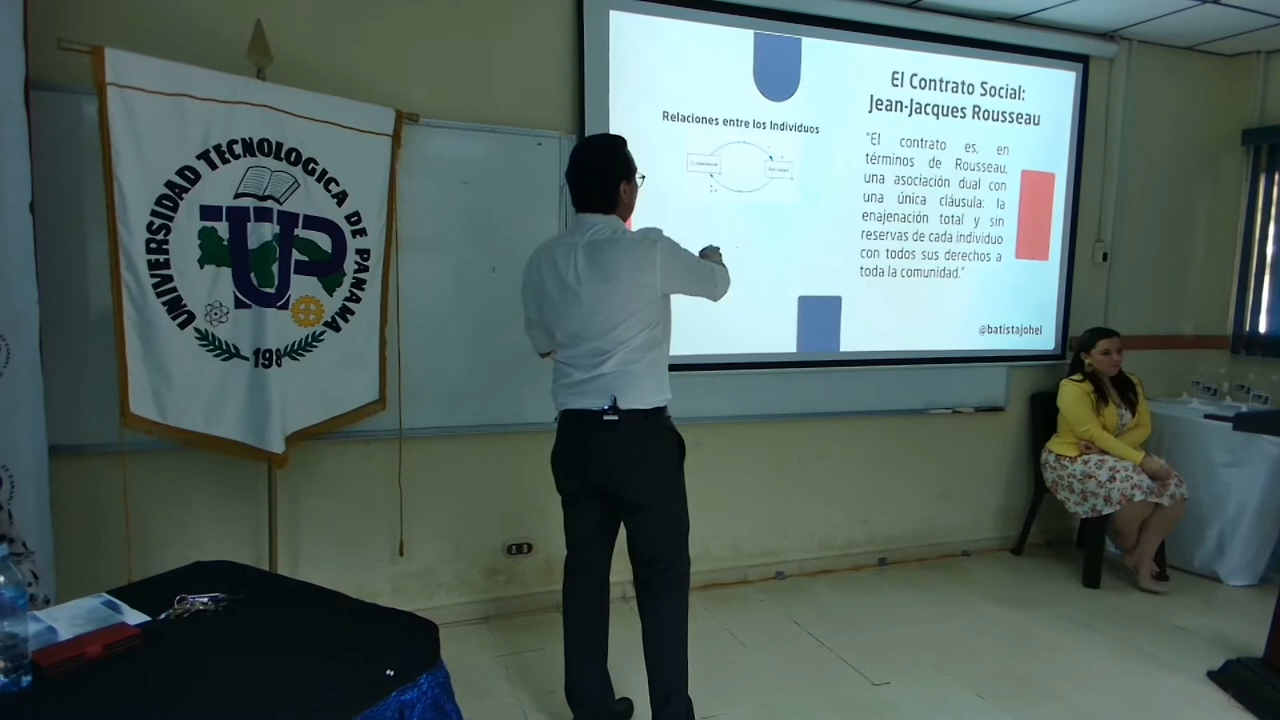 UNIVERSIDAD TECNOLOGICA DE PANAMA
UTP
198
Relaciones entre los Individuos
El Contrato Social:
Jean-Jacques Rousseau
"El contrato es, en
términos de Rousseau,
una asociación dual con
una única cláusula: la
enajenación total y sin
reservas de cada individuo
con todos sus derechos a
toda la comunidad."
@batistajohel